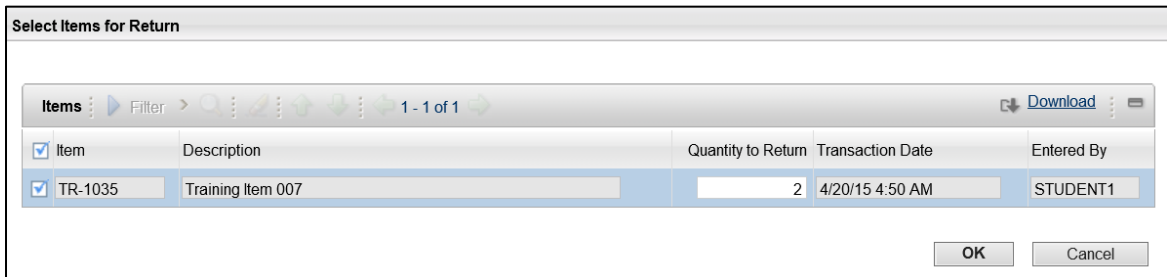 Select Items for Return
Items Filter 1 - 1 of 1 Download
Item Description Quantity to Return Transaction Date Entered By
TR-1035 Training Item 007 2 4/20/15 4:50 AM STUDENT1
OK Cancel